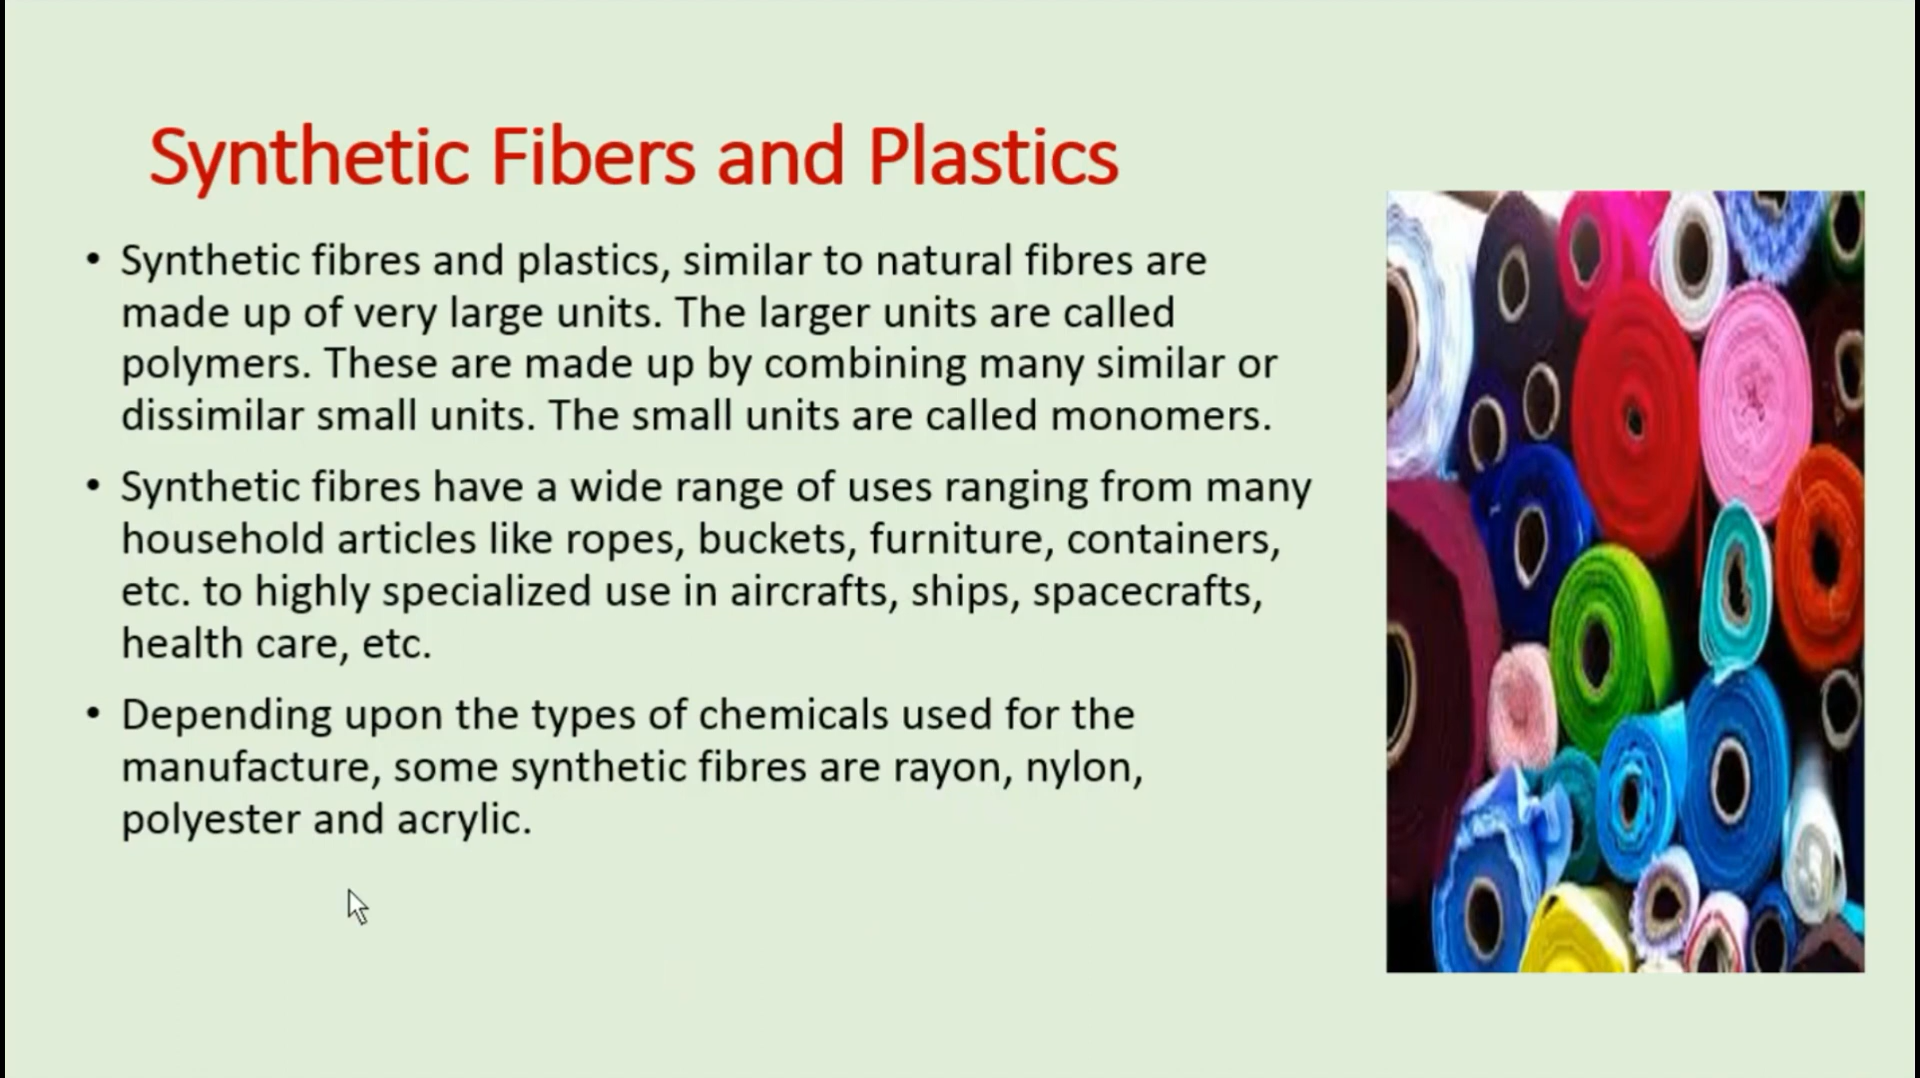 Synthetic Fibers and Plastics
• Synthetic fibres and plastics, similar to natural fibres are
made up of very large units. The larger units are called
polymers. These are made up by combining many similar or
dissimilar small units. The small units are called monomers.
• Synthetic fibres have a wide range of uses ranging from many
household articles like ropes, buckets, furniture, containers,
etc. to highly specialized use in aircrafts, ships, spacecrafts,
health care, etc.
• Depending upon the types of chemicals used for the
manufacture, some synthetic fibres are rayon, nylon,
polyester and acrylic.